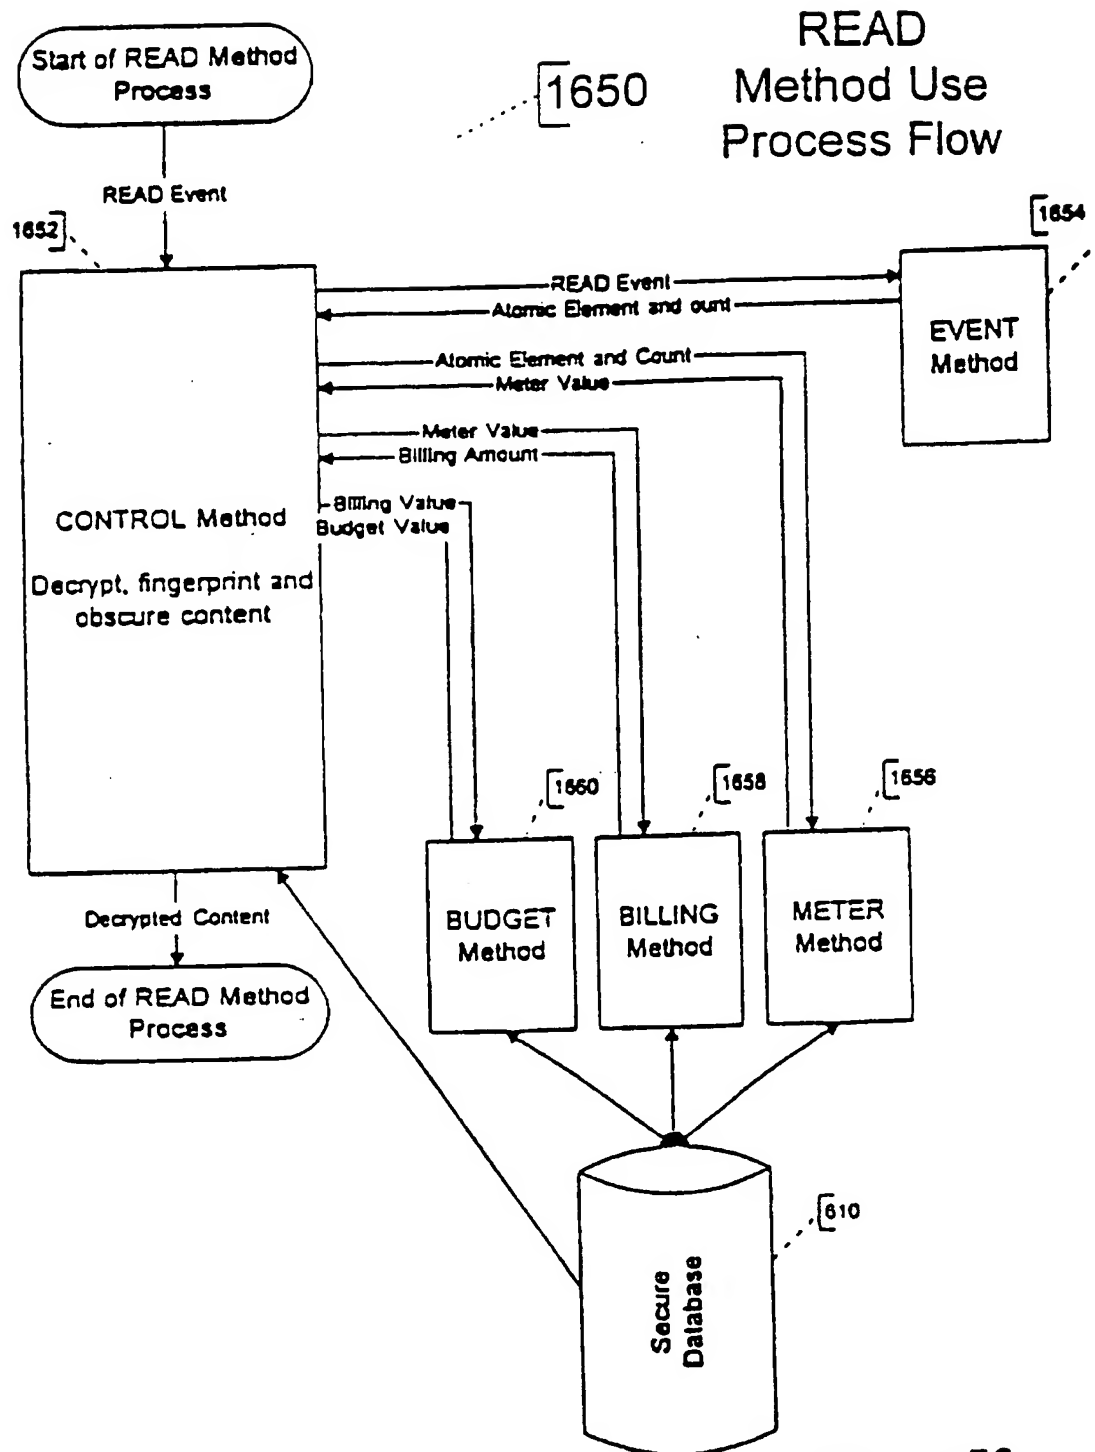 READ
Method Use
Process Flow
1650
Start of READ Method
Process
READ Event
1652
1654
READ Event
Atomic Element and ount
EVENT
Method
Atomic Element and Count
Meter Value
Meter Value
Billing Amount
Billing Value
Budget Value
CONTROL Method
Decrypt, fingerprint and
obscure content
1660
1658
1656
BUDGET
Method
BILLING
Method
METER
Method
Decrypted Content
End of READ Method
Process
610
Secure
Database